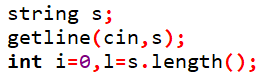 string s;
getline(cin,s);
int i=0,l=s.length();